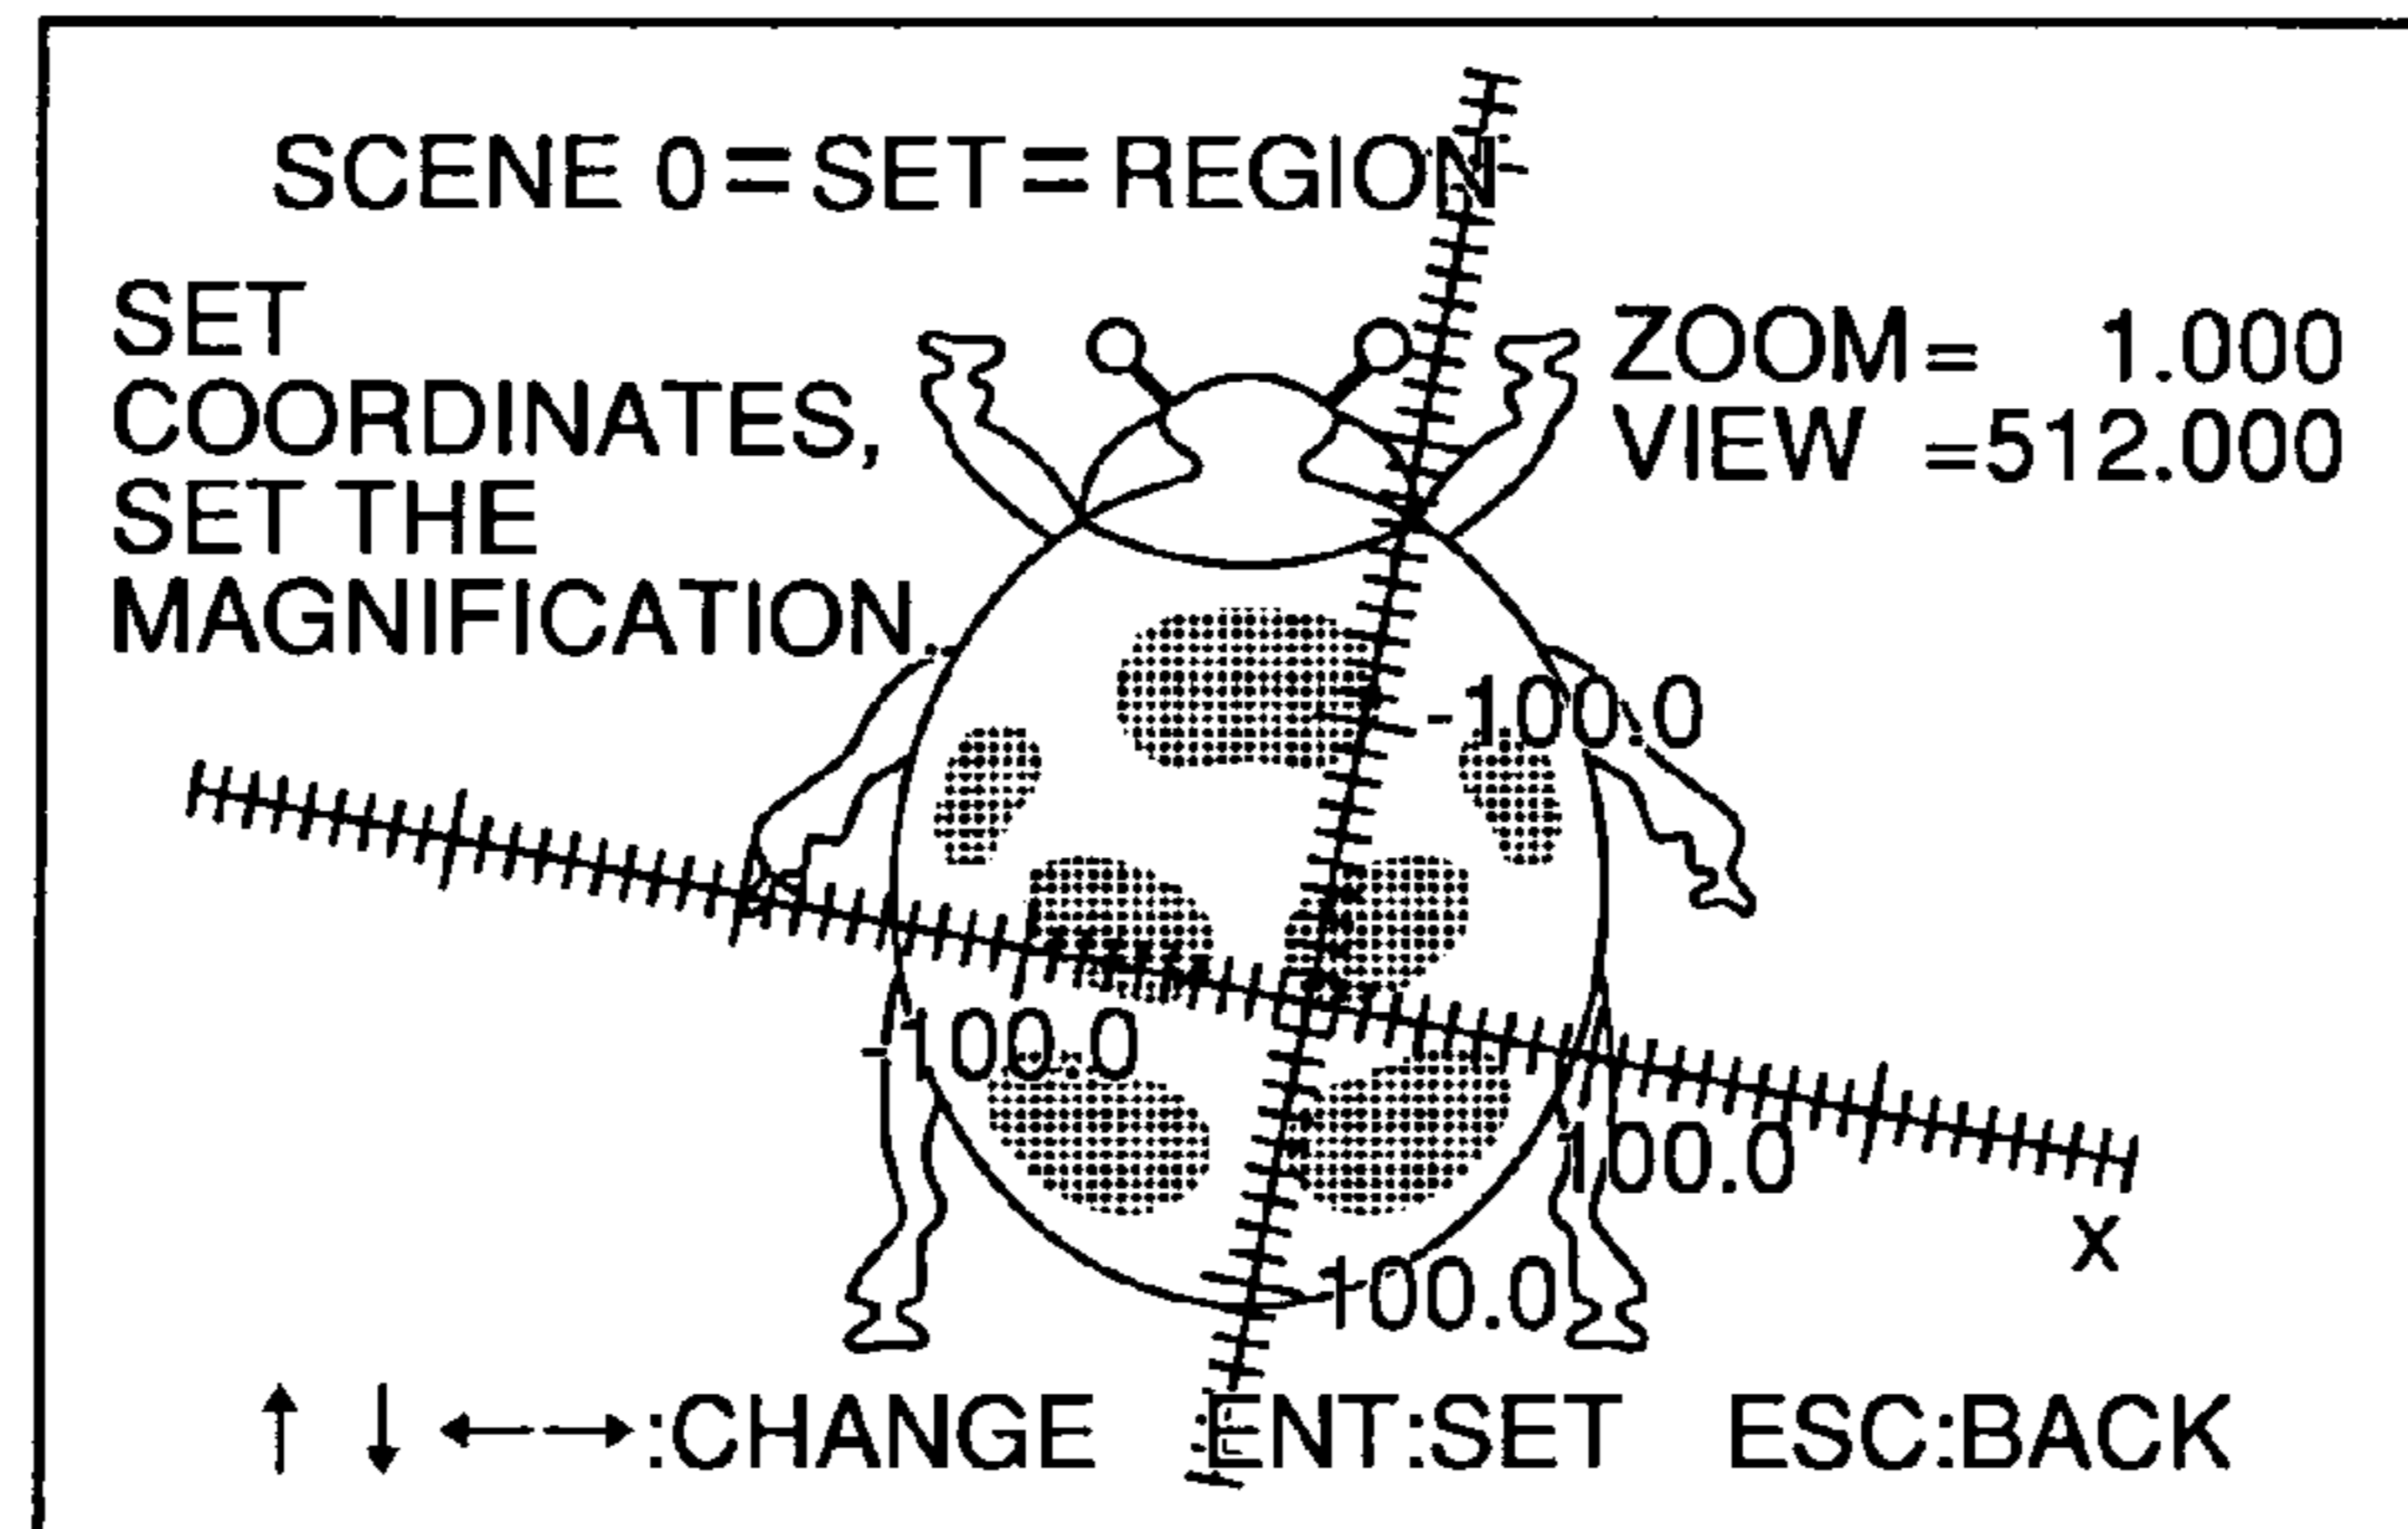 SCENE 0=SET=REGION
SET
COORDINATES,
SET THE
MAGNIFICATION.
ZOOM= 1.000
VIEW =512.000
-100.0
-100.0
100.0
X
100.0
↑ ↓ ←→:CHANGE ENT:SET ESC:BACK